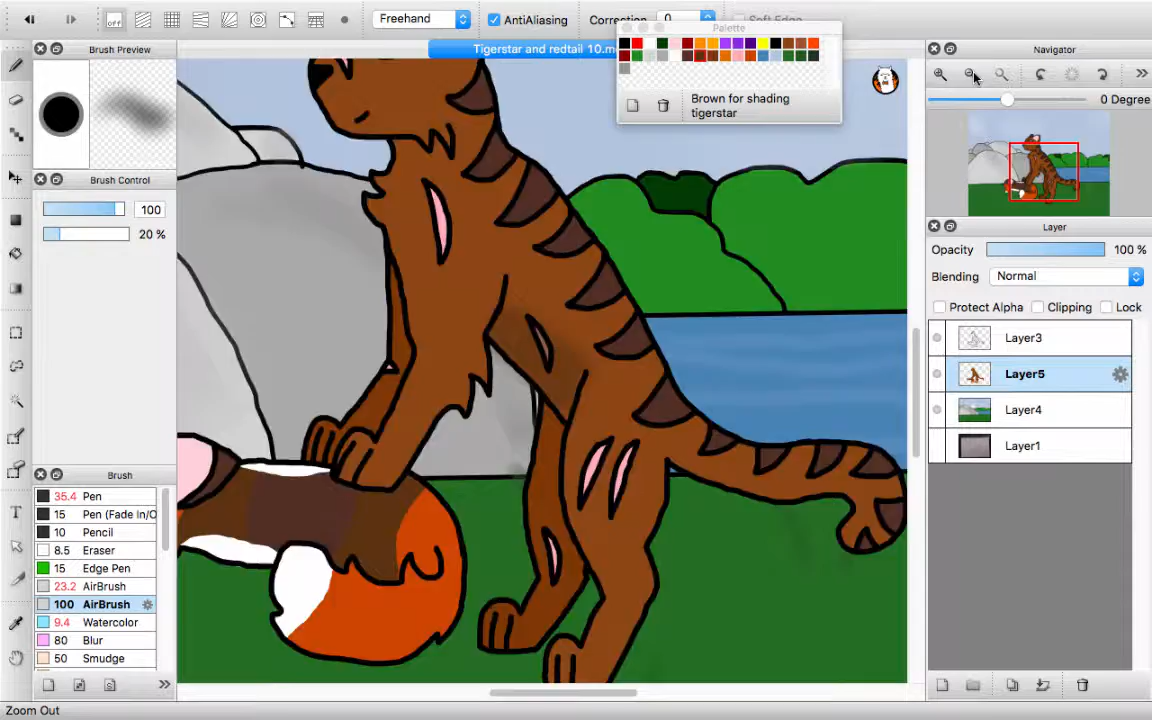 off
Freehand
AntiAliasing
Correction
0
Soft Edge
Palette
Brown for shading
tigerstar
Brush Preview
Tigerstar and redtail 10.m
Navigator
0 Degree
Brush Control
100
20 %
Layer
Opacity
100 %
Blending
Normal
Protect Alpha
Clipping
Lock
Layer3
Layer5
Layer4
Layer1
Brush
35.4 Pen
15 Pen (Fade In/O
10 Pencil
8.5 Eraser
15 Edge Pen
23.2 AirBrush
100 AirBrush
9.4 Watercolor
80 Blur
50 Smudge
T
Zoom Out